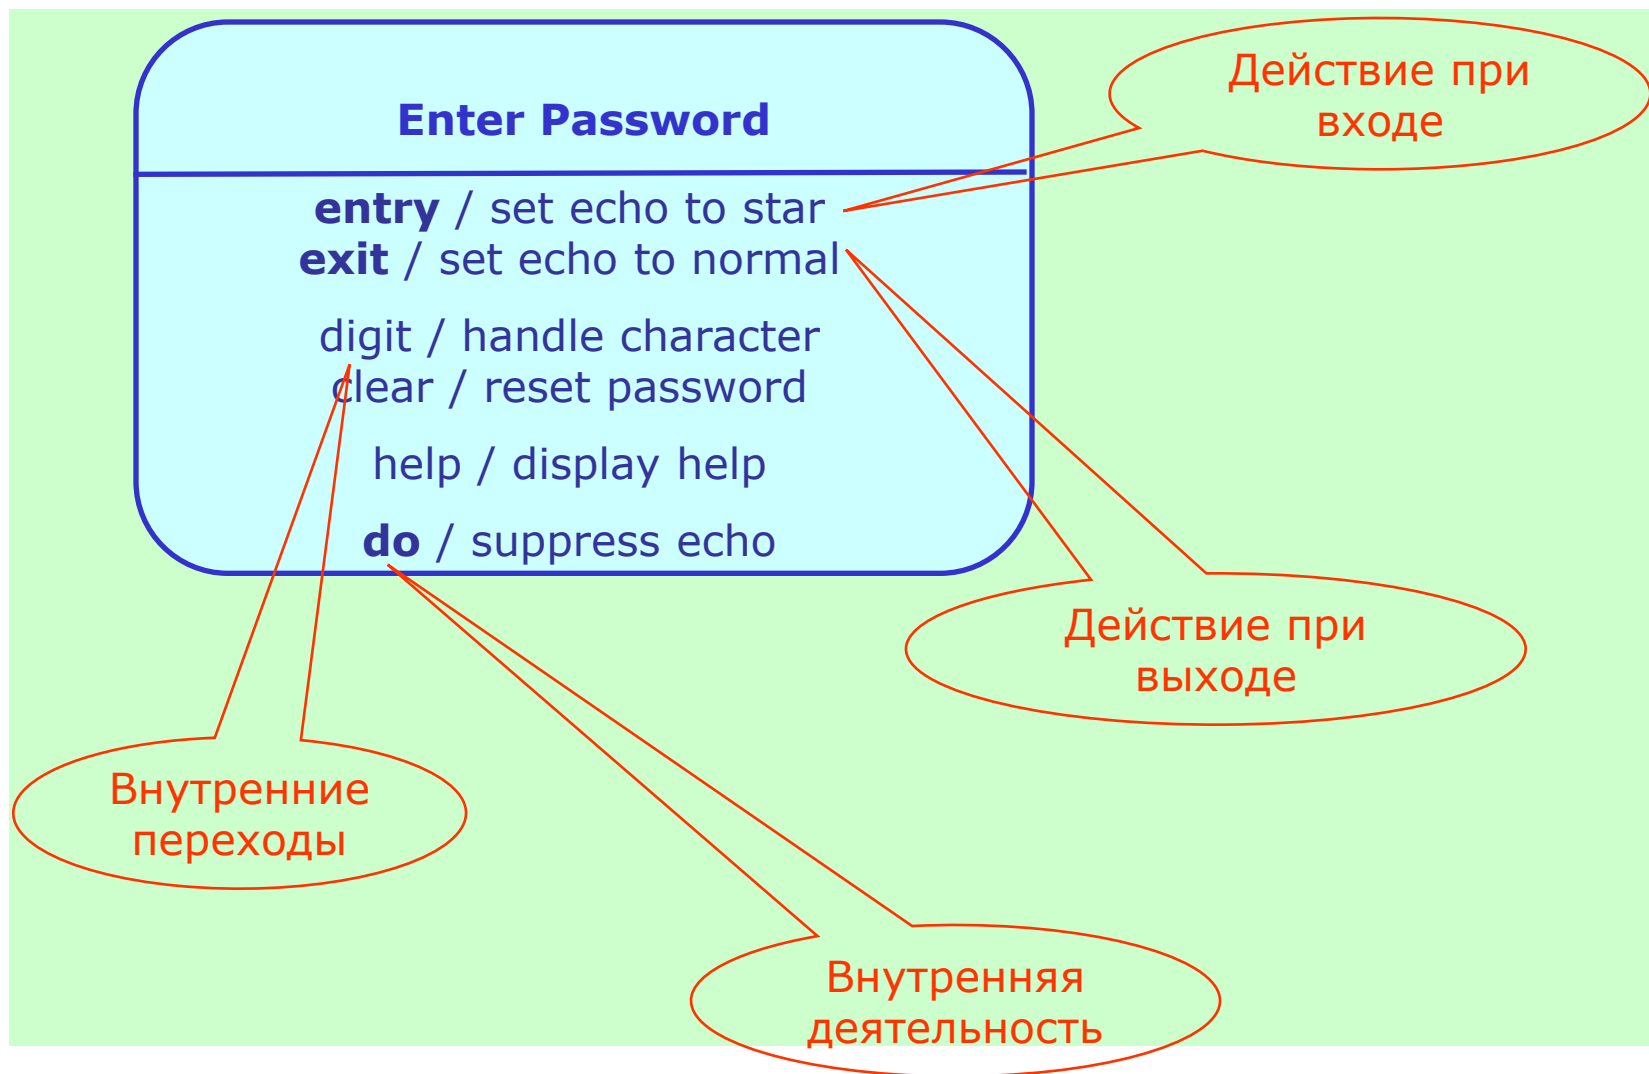 Enter Password
entry / set echo to star
exit / set echo to normal
digit / handle character
clear / reset password
help / display help
do / suppress echo
Действие при
входе
Действие при
выходе
Внутренние
переходы
Внутренняя
деятельность